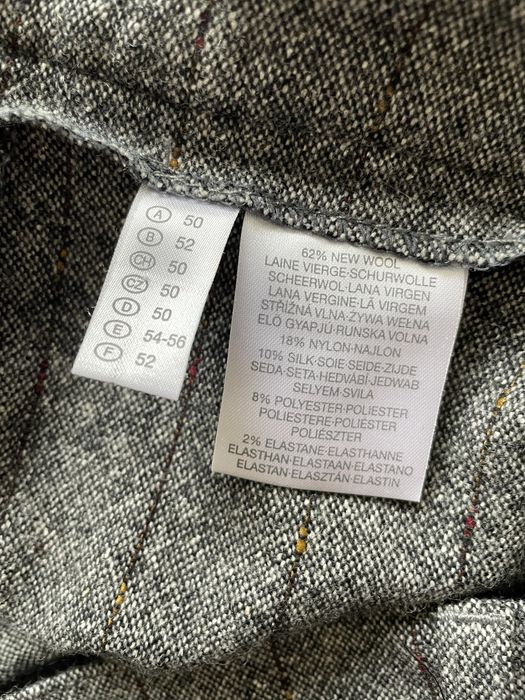 A 50
B 52
CH 50
CZ 50
D 50
E 54-56
F 52
62% NEW WOOL
LAINE VIERGE·SCHURWOLLE
SCHEERWOL·LANA VIRGEN
LANA VERGINE·LÃ VIRGEM
STŘIŽNÁ VLNA·ŻYWA WEŁNA
ELŐ GYAPJÚ·RUNSKA VOLNA
18% NYLON·NAJLON
10% SILK·SOIE·SEIDE·ZIJDE
SEDA·SETA·HEDVÁBÍ·JEDWAB
SELYEM·SVILA
8% POLYESTER·POLIESTER
POLIESTERE·POLIÉSTER
POLIÉSZTER
2% ELASTANE·ELASTHANNE
ELASTHAN·ELASTAAN·ELASTANO
ELASTAN·ELASZTÁN·ELASTIN